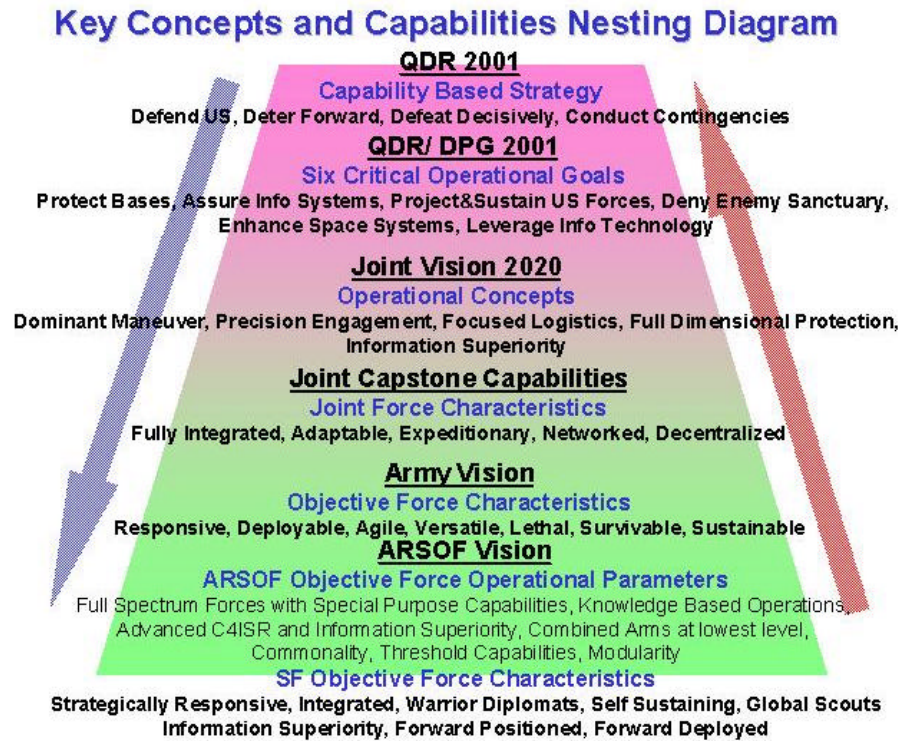 Key Concepts and Capabilities Nesting Diagram
QDR 2001
Capability Based Strategy
Defend US, Deter Forward, Defeat Decisively, Conduct Contingencies
QDR/ DPG 2001
Six Critical Operational Goals
Protect Bases, Assure Info Systems, Project&Sustain US Forces, Deny Enemy Sanctuary,
Enhance Space Systems, Leverage Info Technology
Joint Vision 2020
Operational Concepts
Dominant Maneuver, Precision Engagement, Focused Logistics, Full Dimensional Protection,
Information Superiority
Joint Capstone Capabilities
Joint Force Characteristics
Fully Integrated, Adaptable, Expeditionary, Networked, Decentralized
Army Vision
Objective Force Characteristics
Responsive, Deployable, Agile, Versatile, Lethal, Survivable, Sustainable
ARSOF Vision
ARSOF Objective Force Operational Parameters
Full Spectrum Forces with Special Purpose Capabilities, Knowledge Based Operations,
Advanced C4ISR and Information Superiority, Combined Arms at lowest level,
Commonality, Threshold Capabilities, Modularity
SF Objective Force Characteristics
Strategically Responsive, Integrated, Warrior Diplomats, Self Sustaining, Global Scouts
Information Superiority, Forward Positioned, Forward Deployed